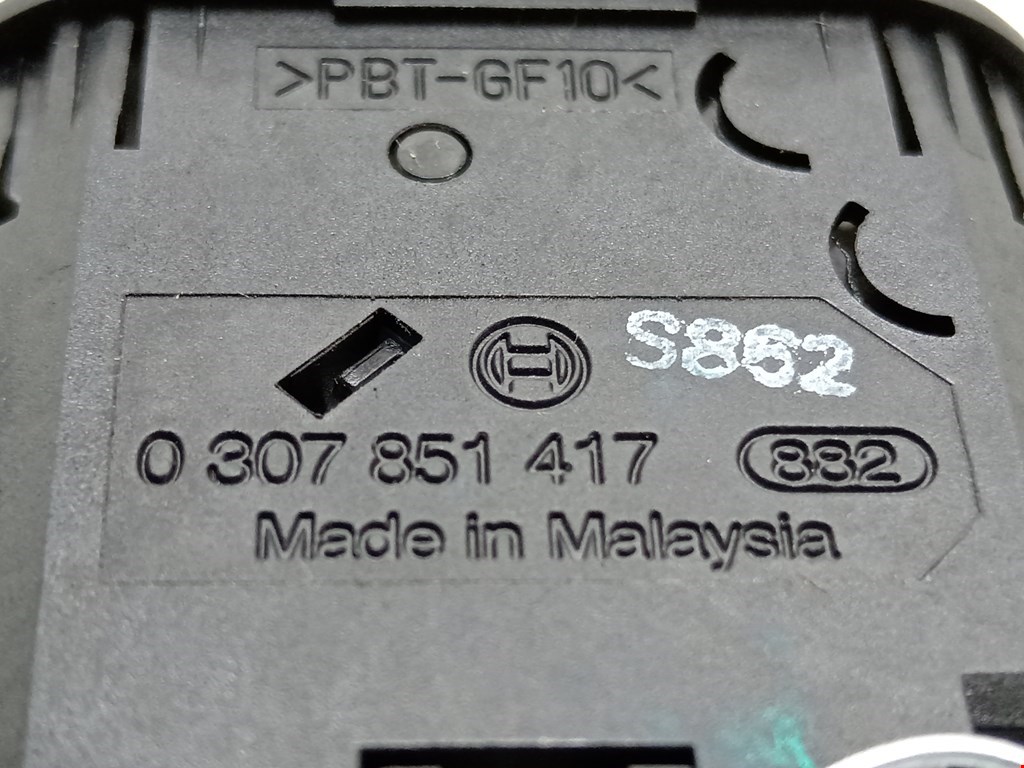 >PBT-GF10<
S862
0 307 851 417 882
Made in Malaysia